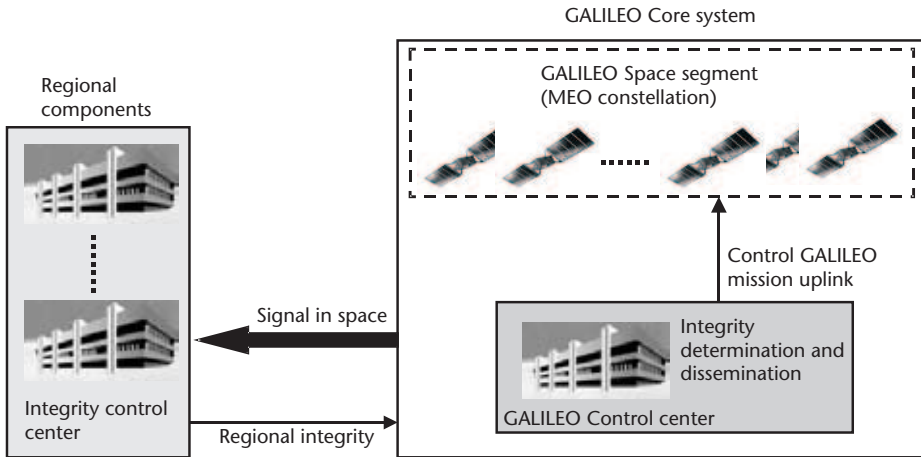 GALILEO Core system
Regional
components
GALILEO Space segment
(MEO constellation)
Control GALILEO
mission uplink
Signal in space
Integrity
determination and
dissemination
Integrity control
center
GALILEO Control center
Regional integrity